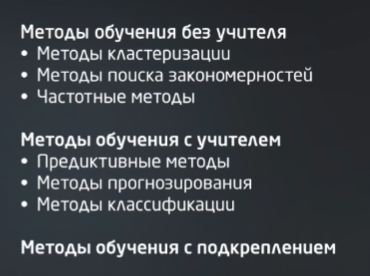 Методы обучения без учителя
• Методы кластеризации
• Методы поиска закономерностей
• Частотные методы
Методы обучения с учителем
• Предиктивные методы
• Методы прогнозирования
• Методы классификации
Методы обучения с подкреплением